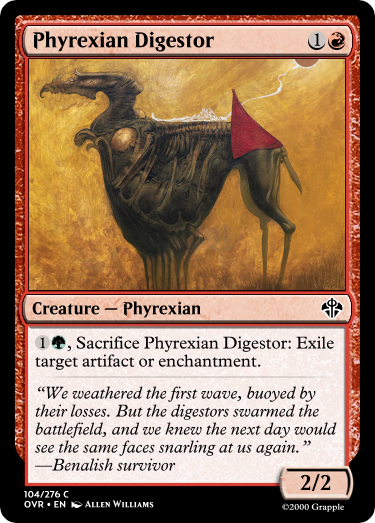 Phyrexian Digestor 1
Creature — Phyrexian
1, Sacrifice Phyrexian Digestor: Exile
target artifact or enchantment.
“We weathered the first wave, buoyed by
their losses. But the digestors swarmed the
battlefield, and we knew the next day would
see the same faces snarling at us again.”
—Benalish survivor
2/2
104/276 C
OVR • EN Allen Williams
©2000 Grapple